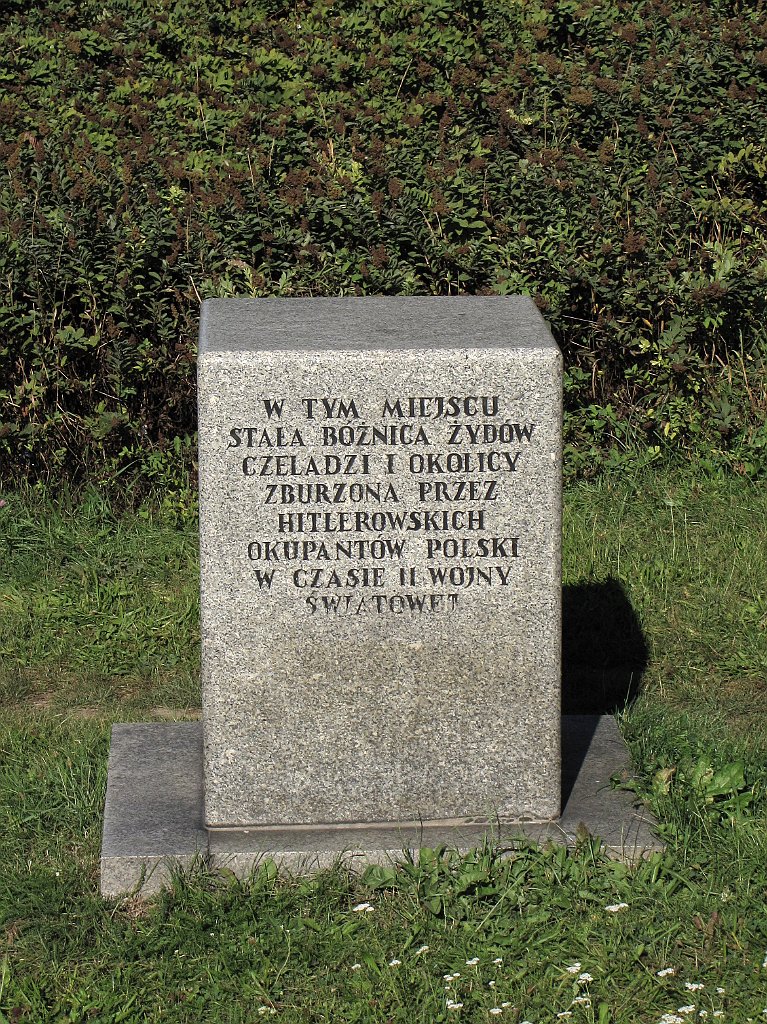 W TYM MIEJSCU
STAŁA BÓŻNICA ŻYDÓW
CZELADZI I OKOLICY
ZBURZONA PRZEZ
HITLEROWSKICH
OKUPANTÓW POLSKI
W CZASIE II WOJNY
ŚWIATOWEJ